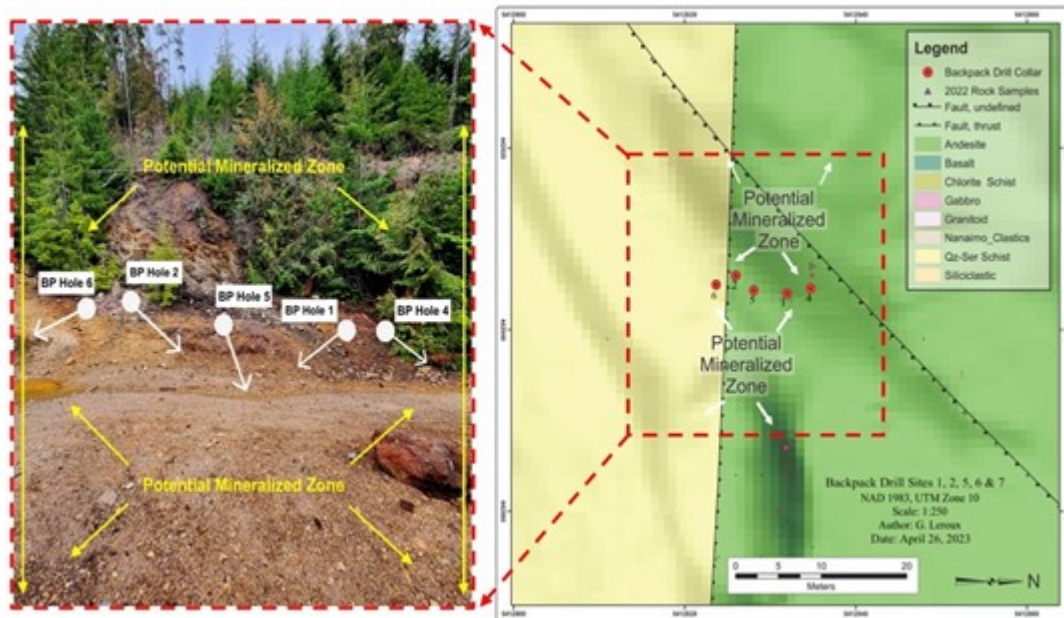 Potential Mineralized Zone
BP Hole 6
BP Hole 2
BP Hole 5
BP Hole 1
BP Hole 4
Potential Mineralized Zone
Legend
Backpack Drill Collar
2022 Rock Samples
Fault, undefined
Fault, thrust
Andesite
Basalt
Chlorite Schist
Gabbro
Granitoid
Nanaimo_Clastics
Qz-Ser Schist
Siliciclastic
Potential
Mineralized
Zone
6
5
4
Potential
Mineralized
Zone
Backpack Drill Sites 1, 2, 5, 6 & 7
NAD 1983, UTM Zone 10
Scale: 1:250
Author: G. Leroux
Date: April 26, 2023
0 5 10 20
Meters
N